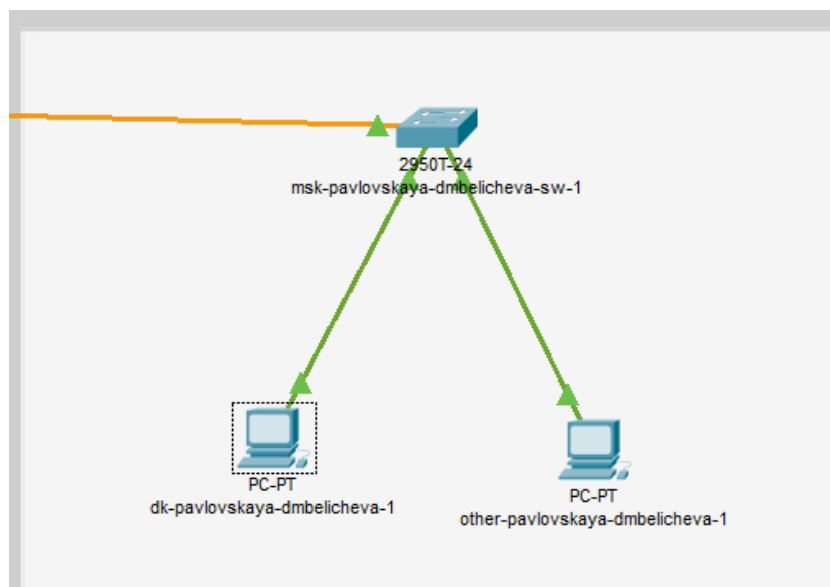 2950T-24
msk-pavlovskaya-dmbelicheva-sw-1
PC-PT
dk-pavlovskaya-dmbelicheva-1
PC-PT
other-pavlovskaya-dmbelicheva-1